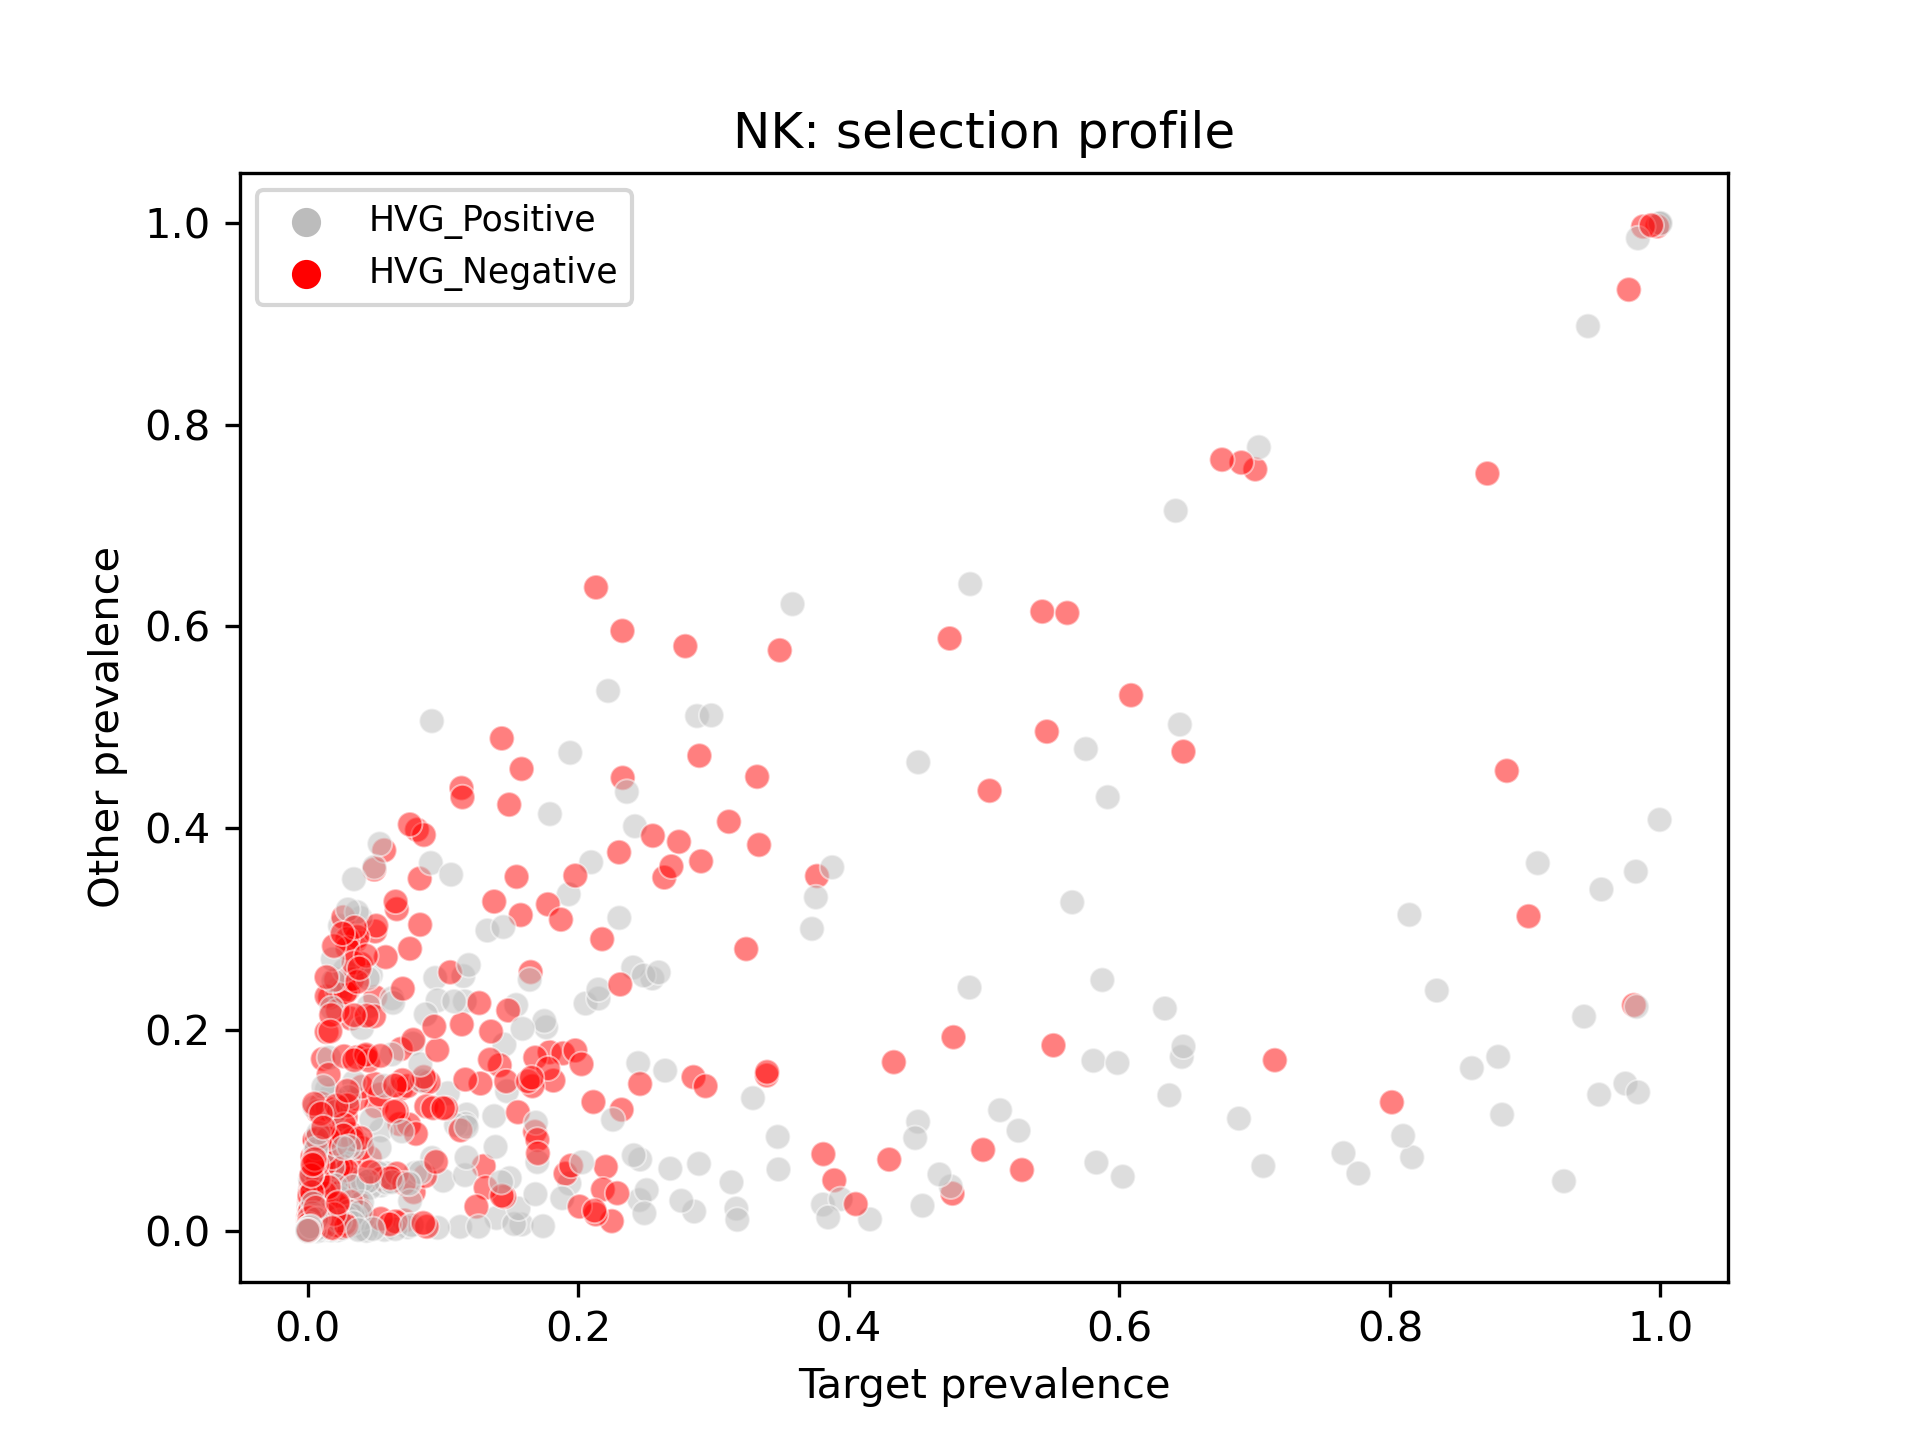 NK: selection profile
HVG_Positive
HVG_Negative
1.0
0.8
0.6
0.4
0.2
0.0
Other prevalence
0.0 0.2 0.4 0.6 0.8 1.0
Target prevalence